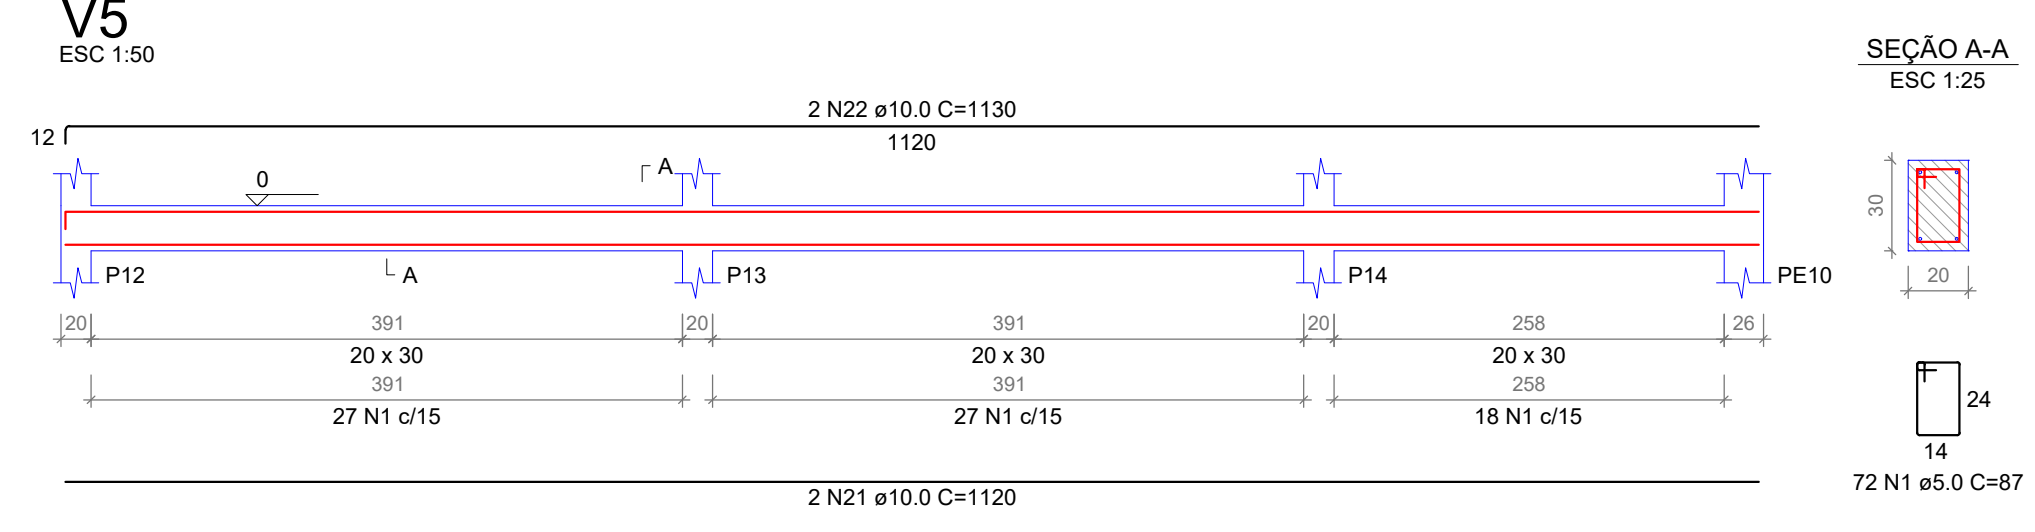 V5
ESC 1:50
SEÇÃO A-A
ESC 1:25
2 N22 ø10.0 C=1130
12
1120
A
0
30
P12
A
P13
P14
PE10
20
20
391
20
391
20
258
26
20 x 30
20 x 30
20 x 30
391
391
258
27 N1 c/15
27 N1 c/15
18 N1 c/15
24
14
72 N1 ø5.0 C=87
2 N21 ø10.0 C=1120